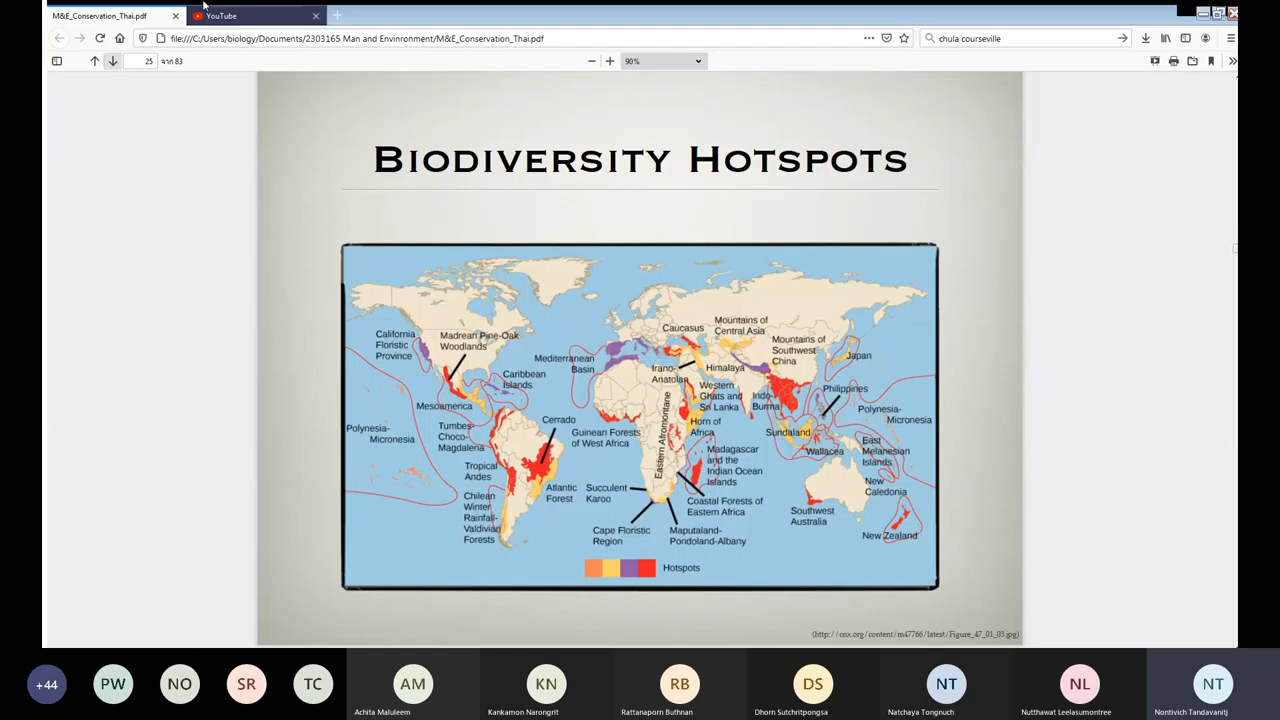 M&E_Conservation_Thai.pdf
YouTube
file:///C:/Users/biology/Documents/2303165 Man and Envinronment/M&E_Conservation_Thai.pdf
chula courseville
25 จาก 83
90%
BIODIVERSITY HOTSPOTS
California
Floristic
Province
Madrean Pine-Oak
Woodlands
Caribbean
Islands
Mesoamerica
Polynesia-
Micronesia
Tumbes-
Choco-
Magdalena
Tropical
Andes
Chilean
Winter
Rainfall-
Valdivian
Forests
Cerrado
Atlantic
Forest
Mediterranean
Basin
Guinean Forests
of West Africa
Succulent
Karoo
Cape Floristic
Region
Maputaland-
Pondoland-Albany
Coastal Forests of
Eastern Africa
Eastern Afromontane
Madagascar
and the
Indian Ocean
Islands
Horn of
Africa
Caucasus
Irano-
Anatolian
Mountains of
Central Asia
Himalaya
Western
Ghats and
Sri Lanka
Indo-
Burma
Mountains of
Southwest
China
Japan
Philippines
Sundaland
Wallacea
Polynesia-
Micronesia
East
Melanesian
Islands
New
Caledonia
Southwest
Australia
New Zealand
Hotspots
(http://cnx.org/content/m47766/latest/Figure_47_01_03.jpg)
+44
PW
NO
SR
TC
AM
Achita Maluleem
KN
Kankamon Narongrit
RB
Rattanaporn Buthnan
DS
Dhorn Sutchritpongsa
NT
Natchaya Tongnuch
NL
Nutthawat Leelasumontree
NT
Nontivich Tandavanitj